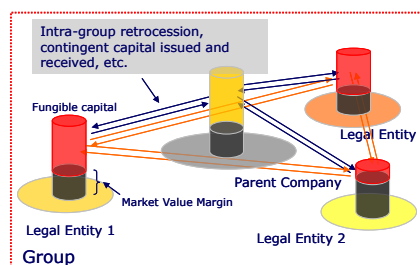 Intra-group retrocession,
contingent capital issued and
received, etc.
Fungible capital
Legal Entity
Parent Company
Market Value Margin
Legal Entity 1
Legal Entity 2
Group